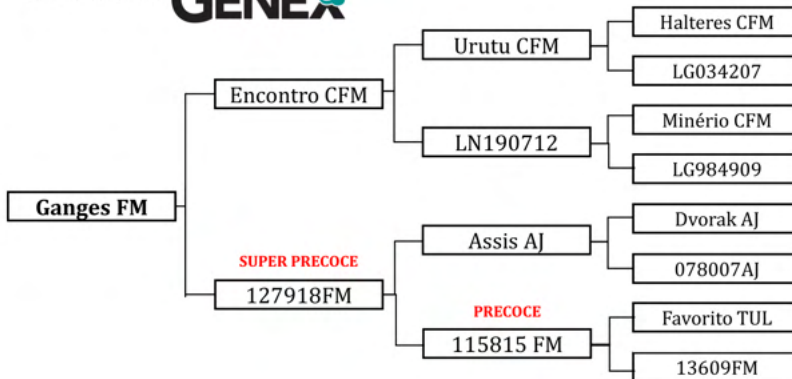 GENEX
Halteres CFM
Urutu CFM
LG034207
Encontro CFM
Minério CFM
LN190712
LG984909
Ganges FM
Dvorak AJ
Assis AJ
SUPER PRECOCE
078007AJ
127918FM
PRECOCE
Favorito TUL
115815 FM
13609FM